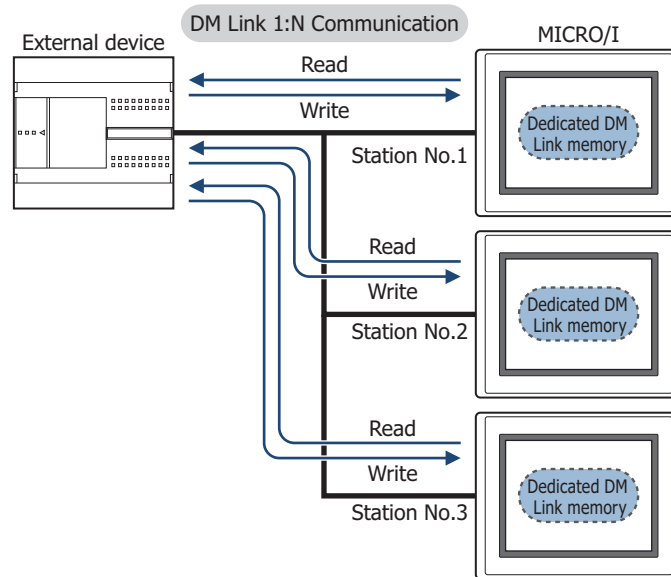 DM Link 1:N Communication
External device
MICRO/I
Read
Write
Dedicated DM
Link memory
Station No.1
Read
Write
Dedicated DM
Link memory
Station No.2
Read
Write
Dedicated DM
Link memory
Station No.3